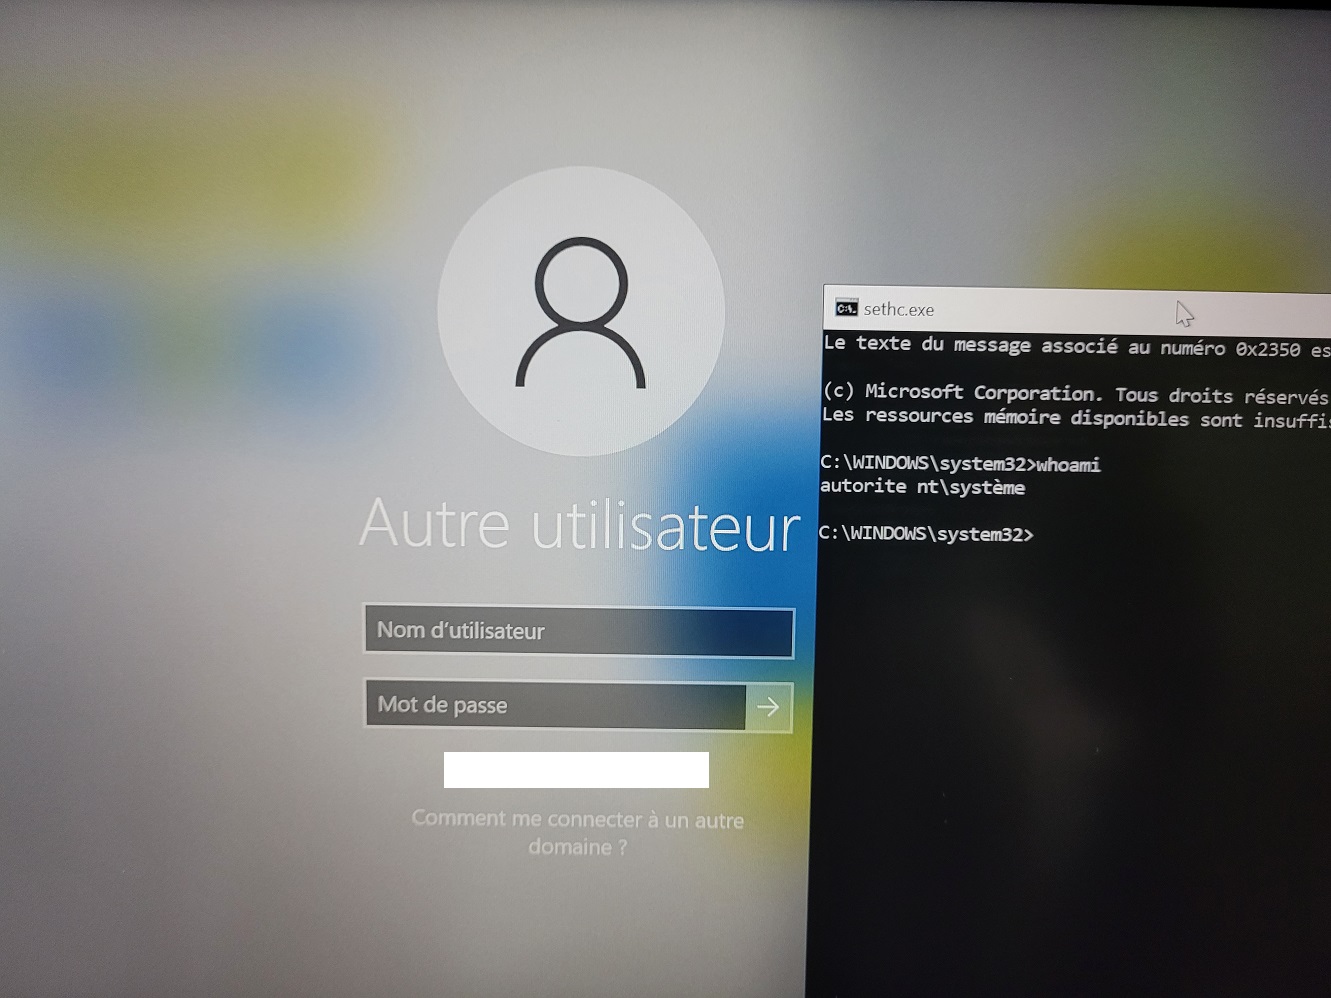 Autre utilisateur
Nom d'utilisateur
Mot de passe
Comment me connecter à un autre
domaine ?
sethc.exe
Le texte du message associé au numéro 0x2350
(c) Microsoft Corporation. Tous droits réservés
Les ressources mémoire disponibles sont
C:\WINDOWS\system32>whoami
autorite nt\système
C:\WINDOWS\system32>